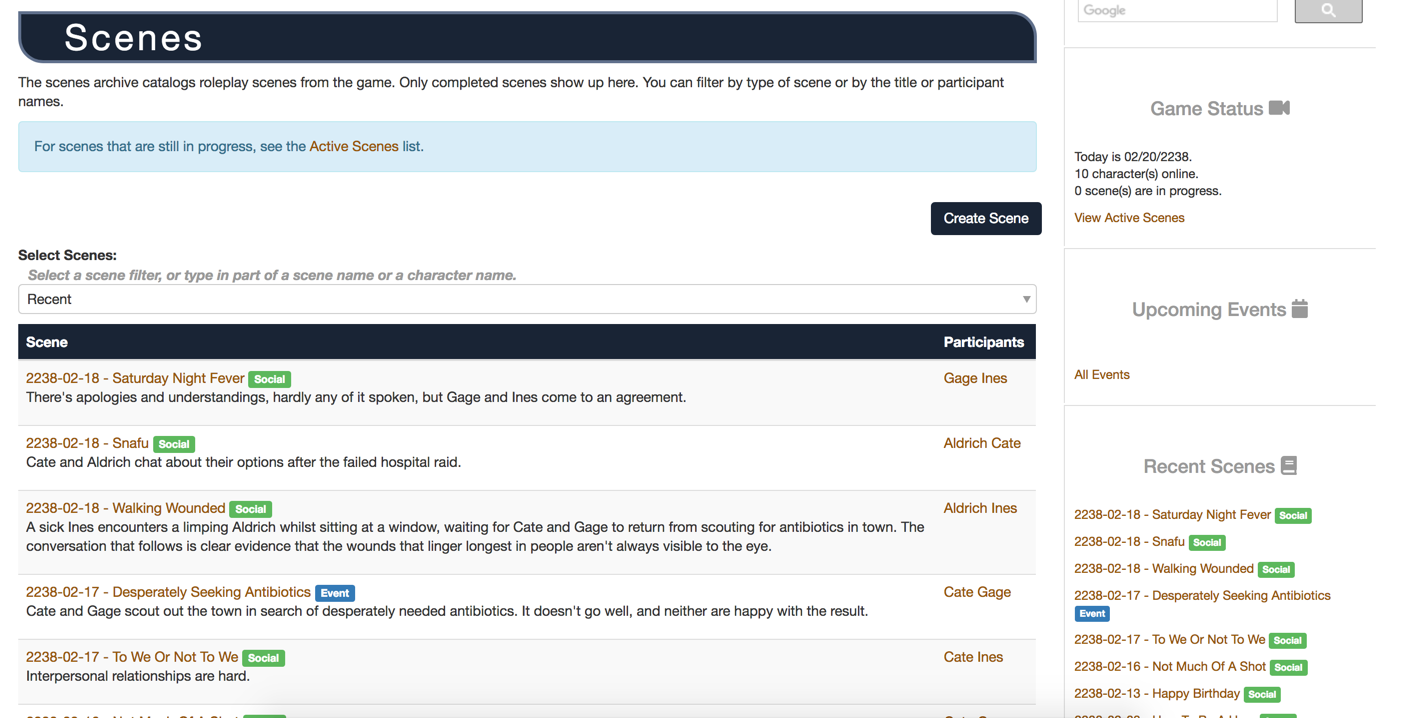 Scenes
The scenes archive catalogs roleplay scenes from the game. Only completed scenes show up here. You can filter by type of scene or by the title or participant
names.
For scenes that are still in progress, see the Active Scenes list.
Create Scene
Select Scenes:
Select a scene filter, or type in part of a scene name or a character name.
Recent
Scene Participants
2238-02-18 - Saturday Night Fever Social Gage Ines
There's apologies and understandings, hardly any of it spoken, but Gage and Ines come to an agreement.
2238-02-18 - Snafu Social Aldrich Cate
Cate and Aldrich chat about their options after the failed hospital raid.
2238-02-18 - Walking Wounded Social Aldrich Ines
A sick Ines encounters a limping Aldrich whilst sitting at a window, waiting for Cate and Gage to return from scouting for antibiotics in town. The
conversation that follows is clear evidence that the wounds that linger longest in people aren't always visible to the eye.
2238-02-17 - Desperately Seeking Antibiotics Event Cate Gage
Cate and Gage scout out the town in search of desperately needed antibiotics. It doesn't go well, and neither are happy with the result.
2238-02-17 - To We Or Not To We Social Cate Ines
Interpersonal relationships are hard.
Google
Game Status
Today is 02/20/2238.
10 character(s) online.
0 scene(s) are in progress.
View Active Scenes
Upcoming Events
All Events
Recent Scenes
2238-02-18 - Saturday Night Fever Social
2238-02-18 - Snafu Social
2238-02-18 - Walking Wounded Social
2238-02-17 - Desperately Seeking Antibiotics
Event
2238-02-17 - To We Or Not To We Social
2238-02-16 - Not Much Of A Shot Social
2238-02-13 - Happy Birthday Social